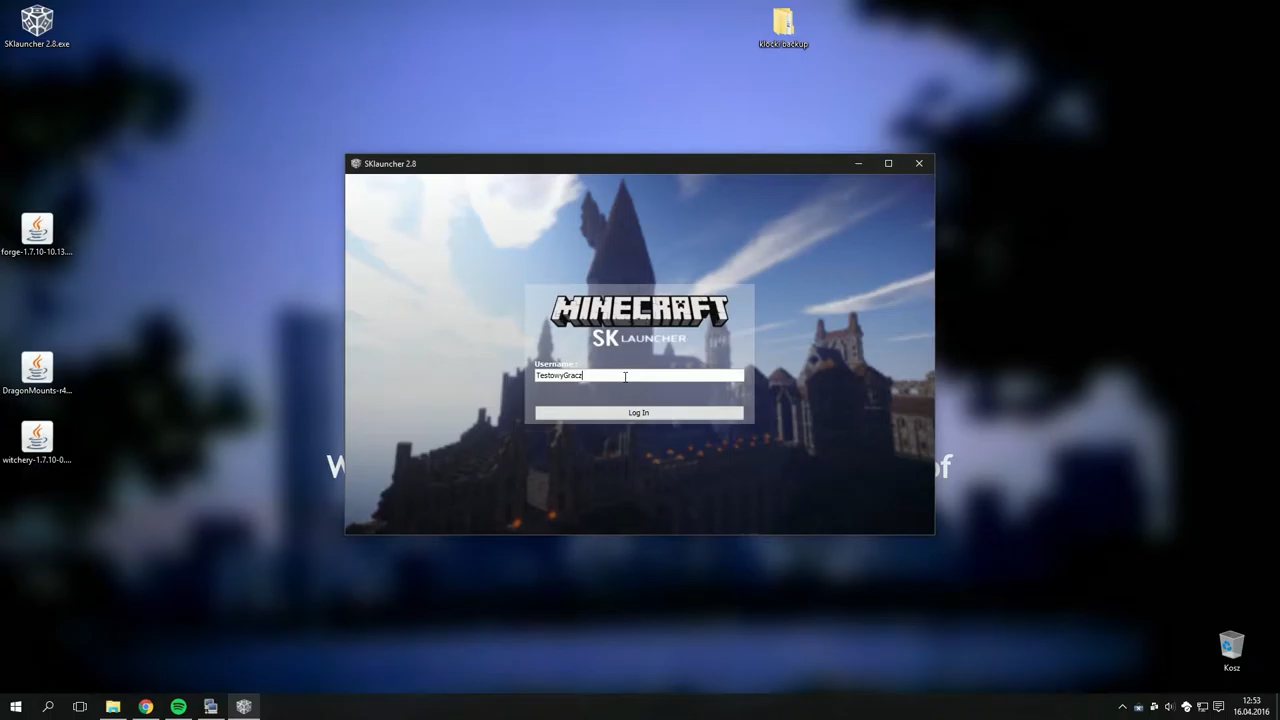 SKlauncher 2.8.exe
klocki backup
SKlauncher 2.8
forge-1.7.10-10.13....
MINECRAFT
SK LAUNCHER
Username :
TestowyGracz
Log In
DragonMounts-r4...
witchery-1.7.10-0....
W
of
Kosz
12:53
16.04.2016